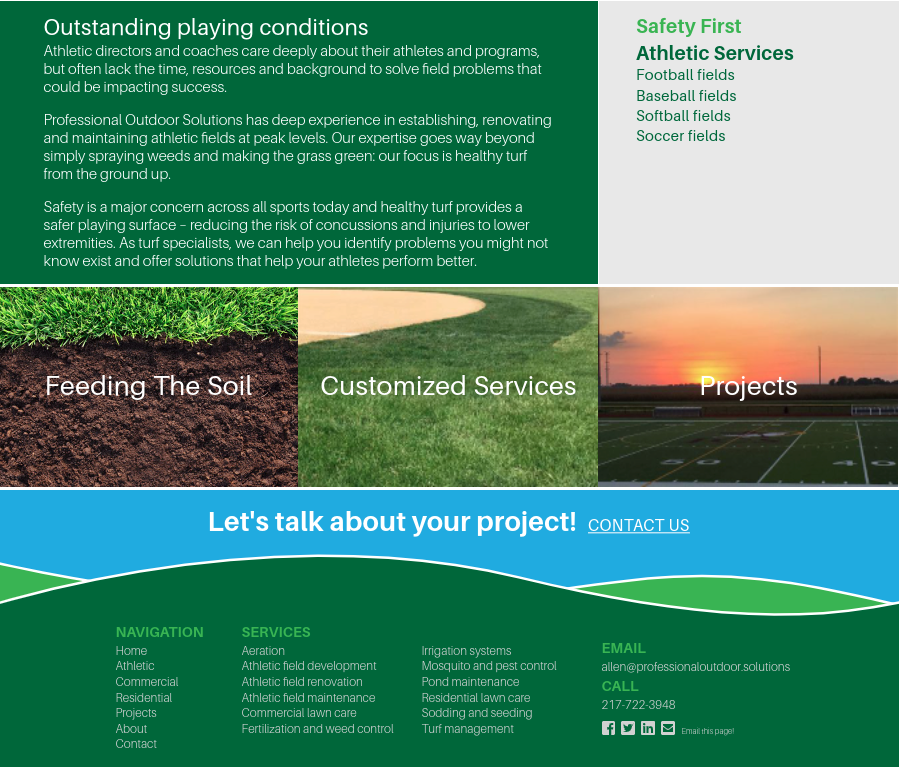 Outstanding playing conditions
Athletic directors and coaches care deeply about their athletes and programs,
but often lack the time, resources and background to solve field problems that
could be impacting success.
Professional Outdoor Solutions has deep experience in establishing, renovating
and maintaining athletic fields at peak levels. Our expertise goes way beyond
simply spraying weeds and making the grass green: our focus is healthy turf
from the ground up.
Safety is a major concern across all sports today and healthy turf provides a
safer playing surface – reducing the risk of concussions and injuries to lower
extremities. As turf specialists, we can help you identify problems you might not
know exist and offer solutions that help your athletes perform better.
Safety First
Athletic Services
Football fields
Baseball fields
Softball fields
Soccer fields
Feeding The Soil
Customized Services
Projects
50
40
Let's talk about your project! CONTACT US
NAVIGATION
Home
Athletic
Commercial
Residential
Projects
About
Contact
SERVICES
Aeration
Athletic field development
Athletic field renovation
Athletic field maintenance
Commercial lawn care
Fertilization and weed control
Irrigation systems
Mosquito and pest control
Pond maintenance
Residential lawn care
Sodding and seeding
Turf management
EMAIL
allen@professionaloutdoor.solutions
CALL
217-722-3948
Email this page!